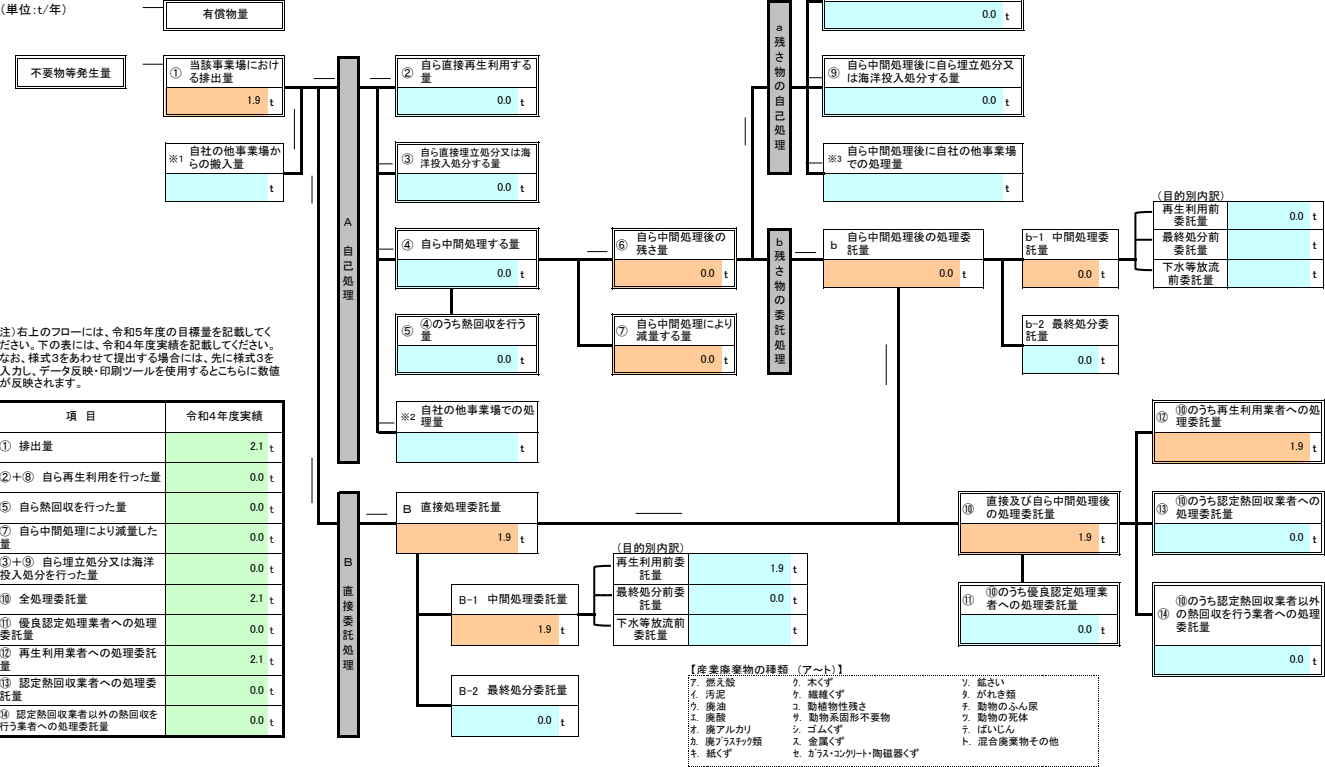 (単位:t/年)
有償物量
不要物等発生量
① 当該事業場におけ
る排出量
1.9 t
※1 自社の他事業場か
らの搬入量
t
A 自己処理
② 自ら直接再生利用する
量
0.0 t
③ 自ら直接埋立処分又は海
洋投入処分する量
0.0 t
④ 自ら中間処理する量
0.0 t
⑤ ④のうち熱回収を行う
量
0.0 t
※2 自社の他事業場での処
理量
t
⑥ 自ら中間処理後の
残さ量
0.0 t
⑦ 自ら中間処理により
減量する量
0.0 t
a 残さ物の自己処理
0.0 t
⑨ 自ら中間処理後に自ら埋立処分又
は海洋投入処分する量
0.0 t
※3 自ら中間処理後に自社の他事業場
での処理量
t
b 残さ物の委託処理
b 自ら中間処理後の処理委
託量
0.0 t
b-1 中間処理委
託量
0.0 t
(目的別内訳)
再生利用前
委託量
0.0 t
最終処分前
委託量
t
下水等放流
前委託量
t
b-2 最終処分委
託量
0.0 t
注)右上のフローには、令和5年度の目標量を記載してく
ださい。下の表には、令和4年度実績を記載してください。
なお、様式3をあわせて提出する場合には、先に様式3を
入力し、データ反映・印刷ツールを使用するとこちらに数値
が反映されます。
項 目 令和4年度実績
① 排出量 2.1 t
②+⑧ 自ら再生利用を行った量 0.0 t
⑤ 自ら熱回収を行った量 0.0 t
⑦ 自ら中間処理により減量した
量 0.0 t
③+⑨ 自ら埋立処分又は海洋
投入処分を行った量 0.0 t
⑩ 全処理委託量 2.1 t
⑪ 優良認定処理業者への処理
委託量 0.0 t
⑫ 再生利用業者への処理委託
量 2.1 t
⑬ 認定熱回収業者への処理委
託量 0.0 t
⑭ 認定熱回収業者以外の熱回収を
行う業者への処理委託量 0.0 t
B 直接委託処理
B 直接処理委託量
1.9 t
B-1 中間処理委託量
1.9 t
(目的別内訳)
再生利用前委
託量
1.9 t
最終処分前委
託量
0.0 t
下水等放流前
委託量
t
B-2 最終処分委託量
0.0 t
⑩ 直接及び自ら中間処理後
の処理委託量
1.9 t
⑪ ⑩のうち優良認定処理業
者への処理委託量
0.0 t
⑫ ⑩のうち再生利用業者への処
理委託量
1.9 t
⑬ ⑩のうち認定熱回収業者への
処理委託量
0.0 t
⑭ ⑩のうち認定熱回収業者以外
の熱回収を行う業者への処理
委託量
0.0 t
【産業廃棄物の種類 (ア~ト)】
ア. 燃え殻 ク. 木くず ソ. 鉱さい
イ. 汚泥 ケ. 繊維くず タ. がれき類
ウ. 廃油 コ. 動植物性残さ チ. 動物のふん尿
エ. 廃酸 サ. 動物系固形不要物 ツ. 動物の死体
オ. 廃アルカリ シ. ゴムくず テ. ばいじん
カ. 廃プラスチック類 ス. 金属くず ト. 混合廃棄物その他
キ. 紙くず セ. ガラス・コンクリート・陶磁器くず